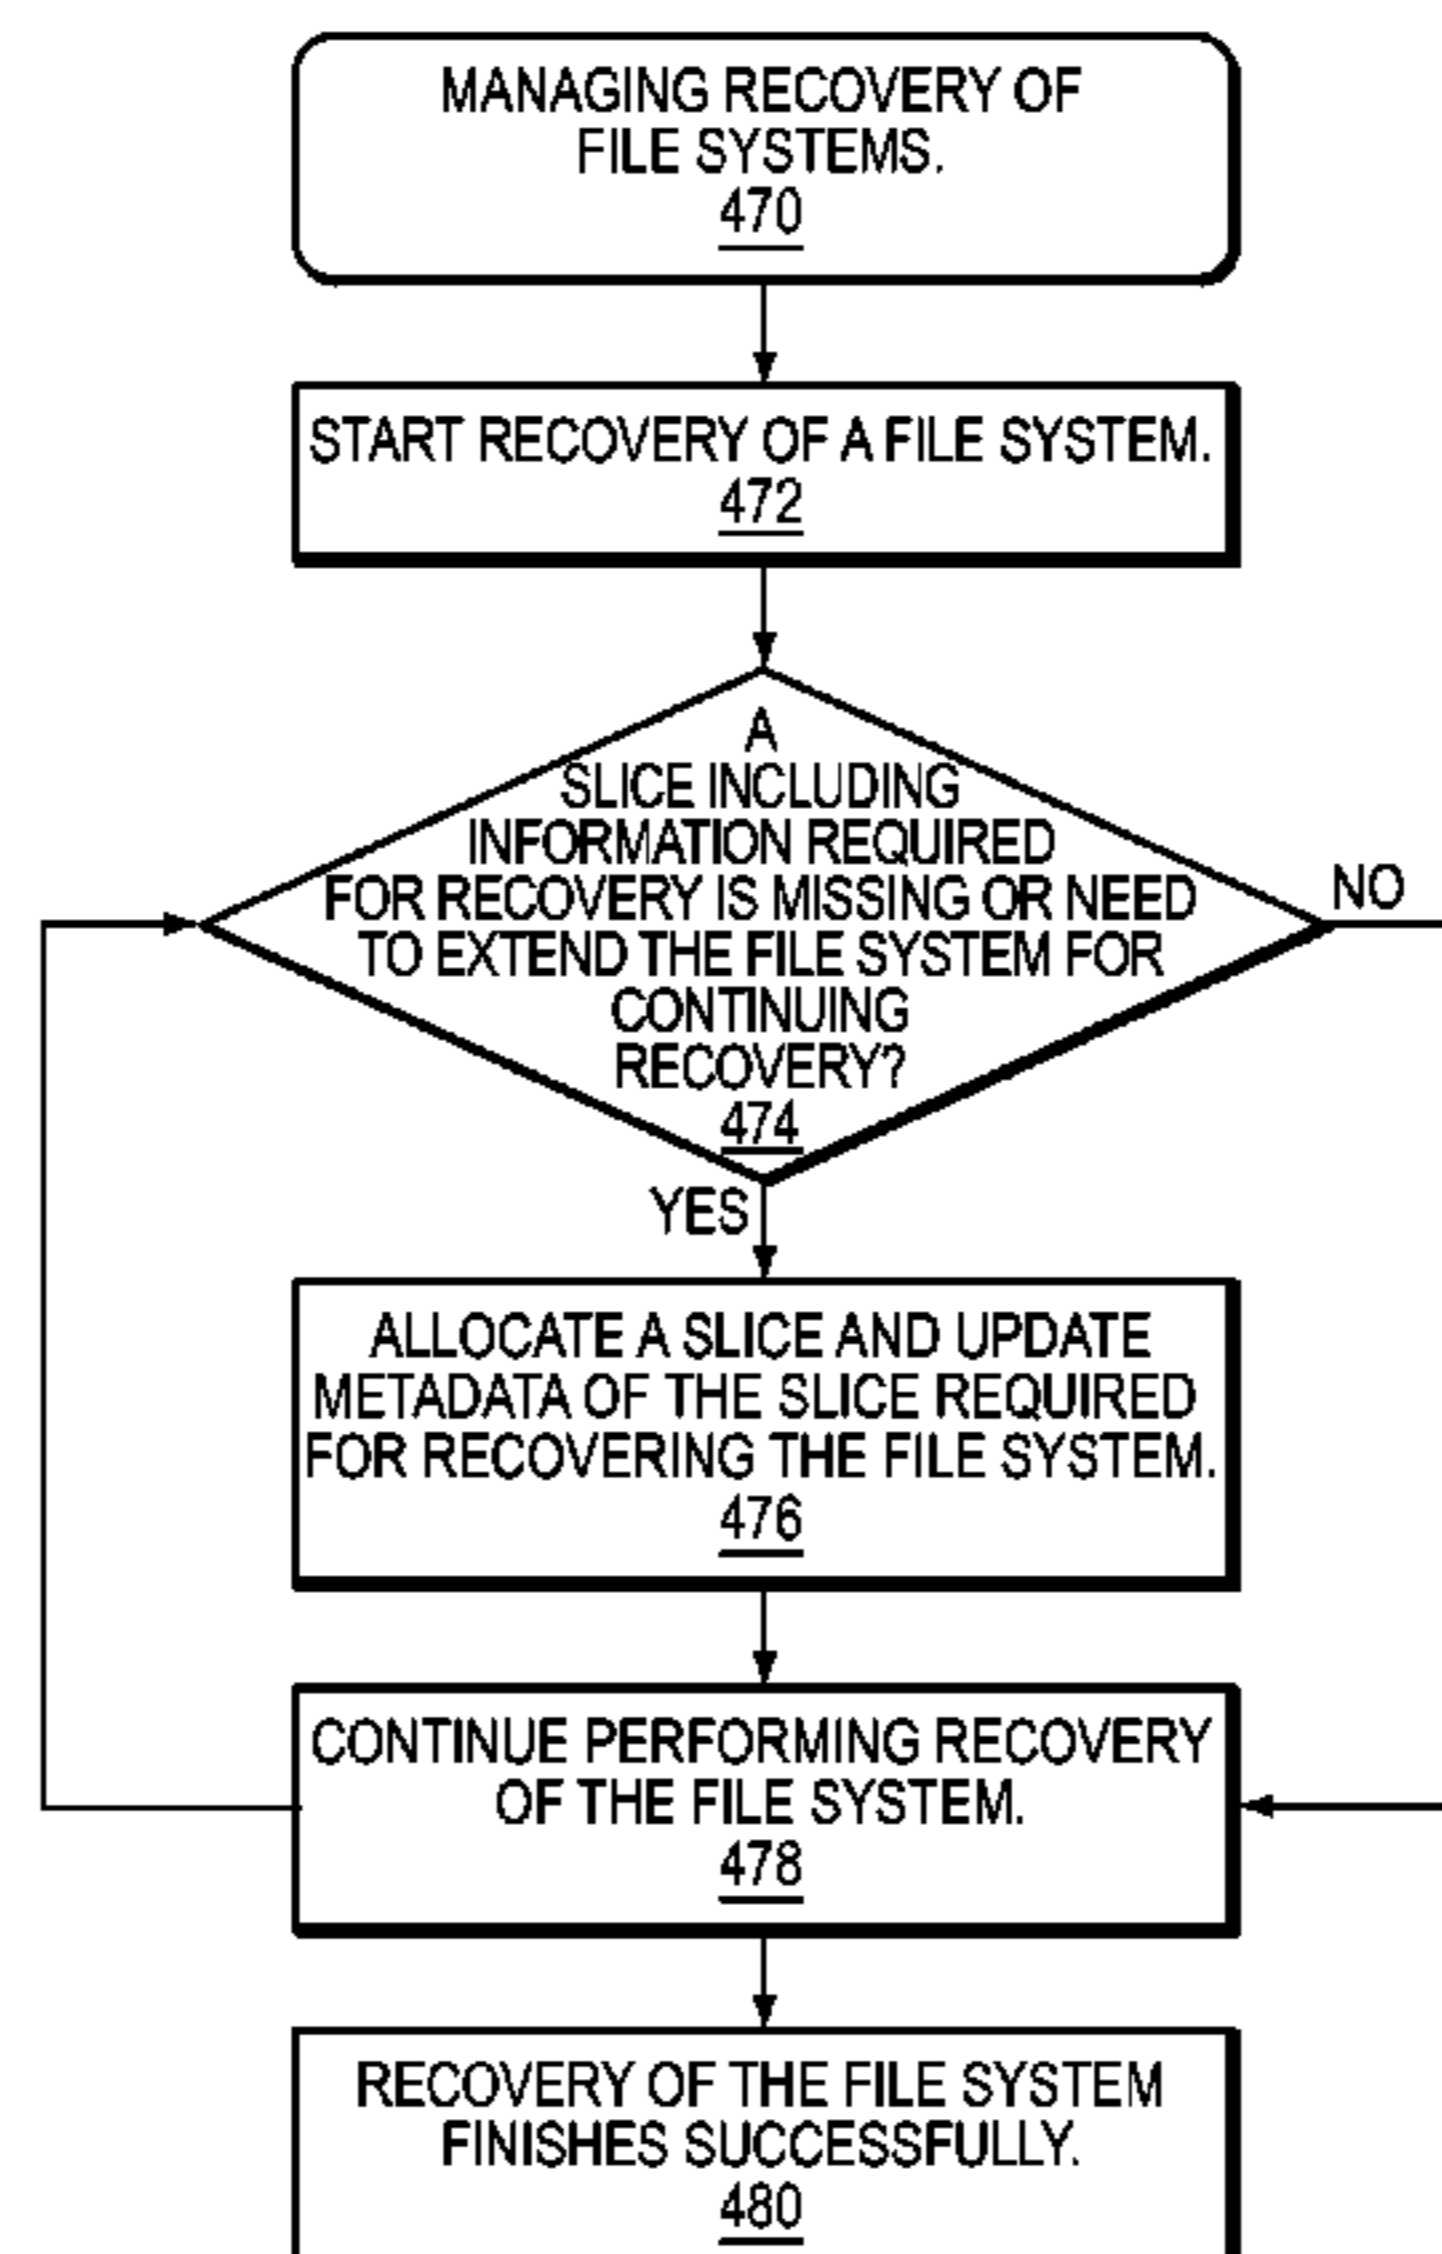 MANAGING RECOVERY OF
FILE SYSTEMS.
470
START RECOVERY OF A FILE SYSTEM.
472
A
SLICE INCLUDING
INFORMATION REQUIRED
FOR RECOVERY IS MISSING OR NEED
TO EXTEND THE FILE SYSTEM FOR
CONTINUING
RECOVERY?
474
NO
YES
ALLOCATE A SLICE AND UPDATE
METADATA OF THE SLICE REQUIRED
FOR RECOVERING THE FILE SYSTEM.
476
CONTINUE PERFORMING RECOVERY
OF THE FILE SYSTEM.
478
RECOVERY OF THE FILE SYSTEM
FINISHES SUCCESSFULLY.
480